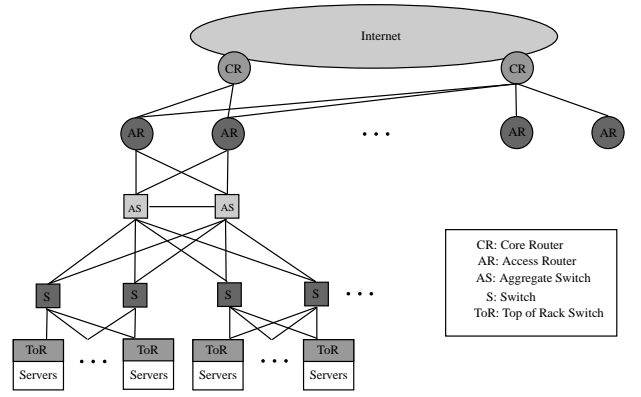 Internet
CR CR
AR AR . . . AR AR
AS AS
CR: Core Router
AR: Access Router
AS: Aggregate Switch
S: Switch
ToR: Top of Rack Switch
S S S S . . .
ToR . . . ToR ToR . . . ToR
Servers Servers Servers Servers